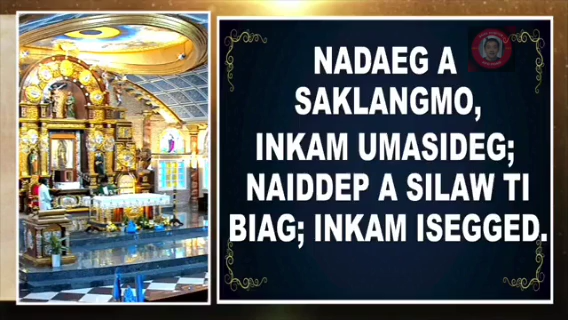 NADAEG A
SAKLANGMO,
INKAM UMASIDEG;
NAIDDEP A SILAW TI
BIAG; INKAM ISEGGED.